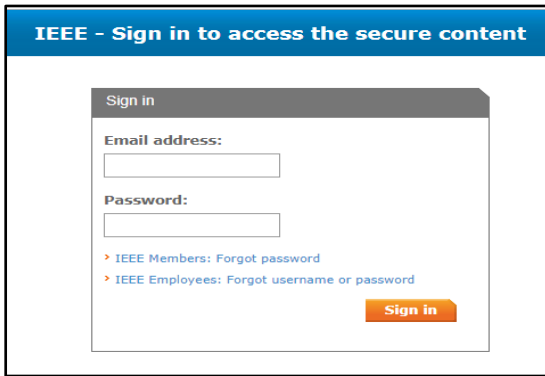 IEEE - Sign in to access the secure content
Sign in
Email address:
Password:
IEEE Members: Forgot password
IEEE Employees: Forgot username or password
Sign in